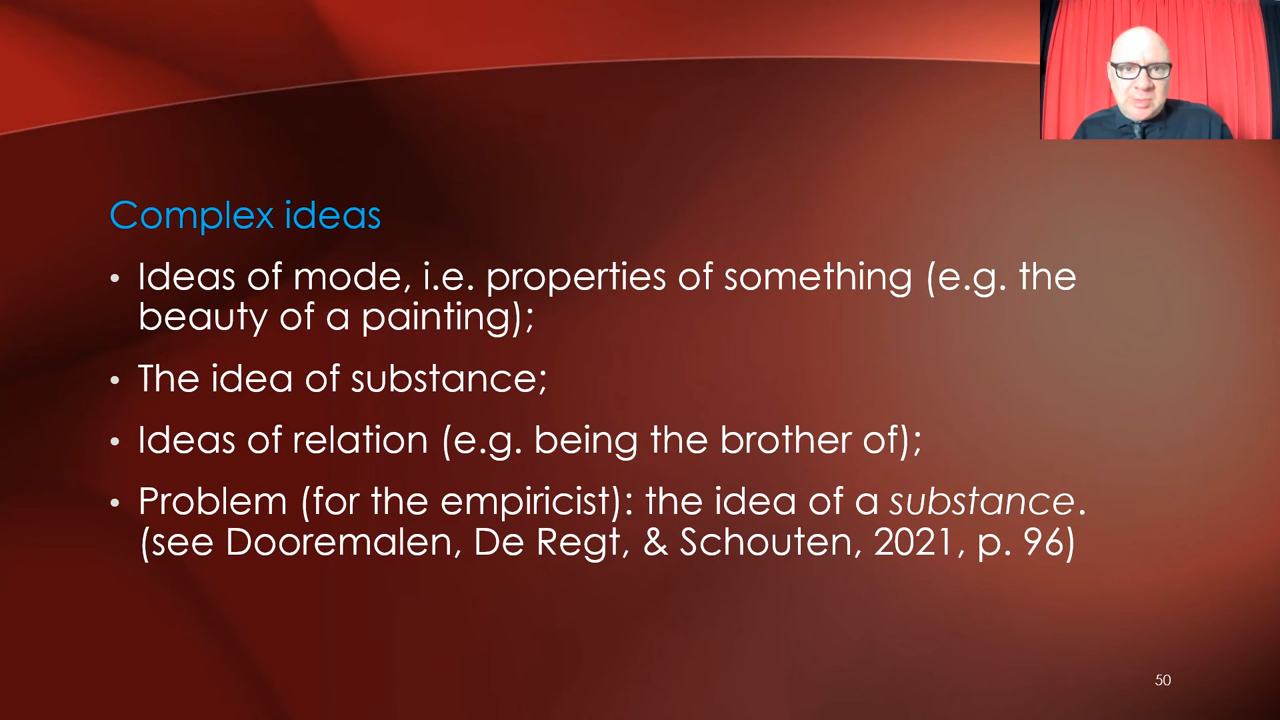 Complex ideas
• Ideas of mode, i.e. properties of something (e.g. the
beauty of a painting);
• The idea of substance;
• Ideas of relation (e.g. being the brother of);
• Problem (for the empiricist): the idea of a substance.
(see Dooremalen, De Regt, & Schouten, 2021, p. 96)
50